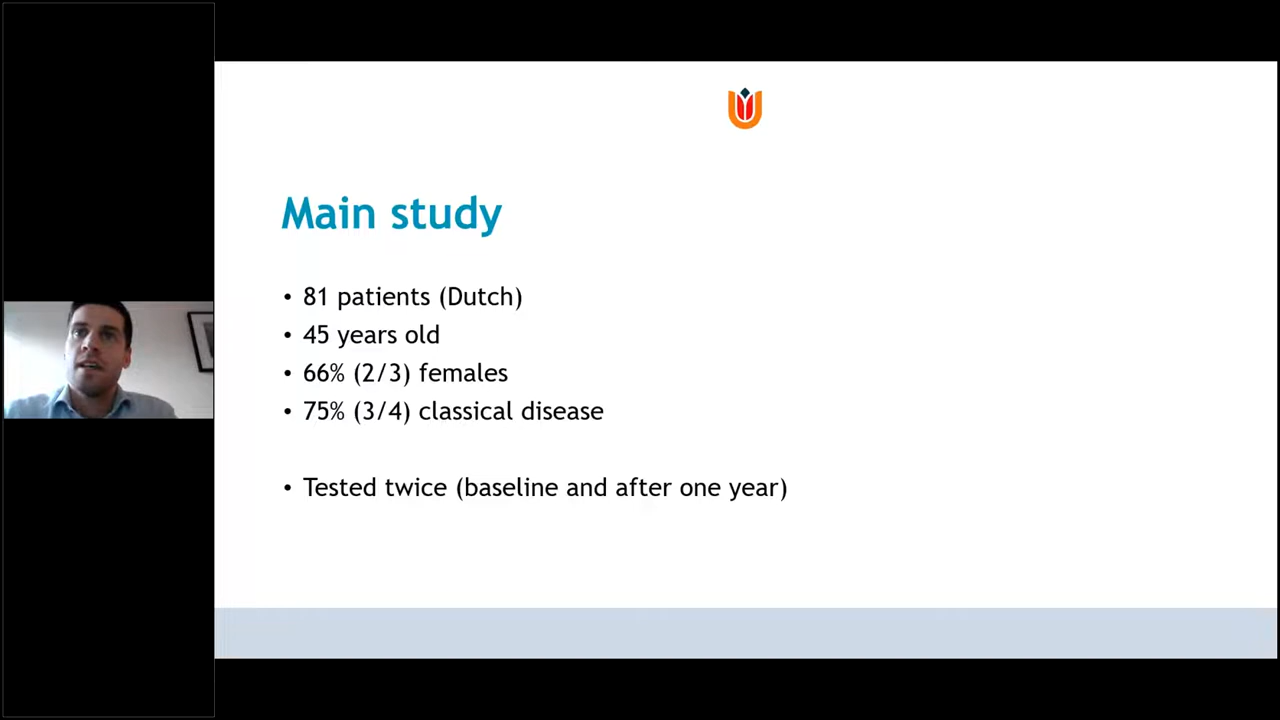 Main study
• 81 patients (Dutch)
• 45 years old
• 66% (2/3) females
• 75% (3/4) classical disease
• Tested twice (baseline and after one year)